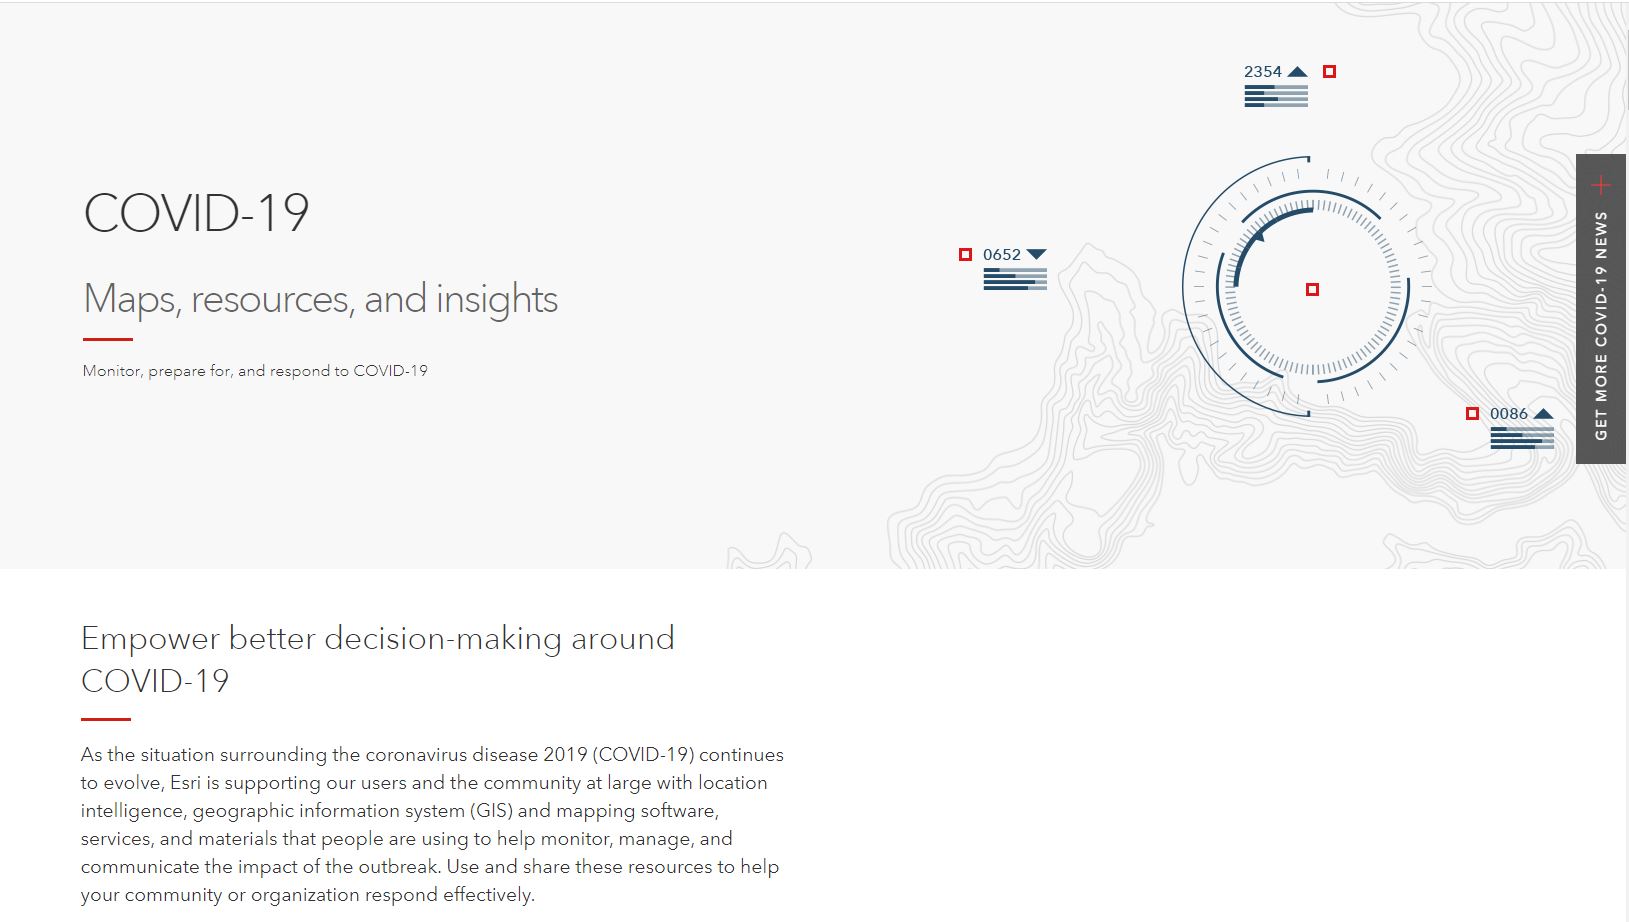 2354
COVID-19
0652
Maps, resources, and insights
Monitor, prepare for, and respond to COVID-19
0086
GET MORE COVID-19 NEWS
Empower better decision-making around
COVID-19
As the situation surrounding the coronavirus disease 2019 (COVID-19) continues
to evolve, Esri is supporting our users and the community at large with location
intelligence, geographic information system (GIS) and mapping software,
services, and materials that people are using to help monitor, manage, and
communicate the impact of the outbreak. Use and share these resources to help
your community or organization respond effectively.